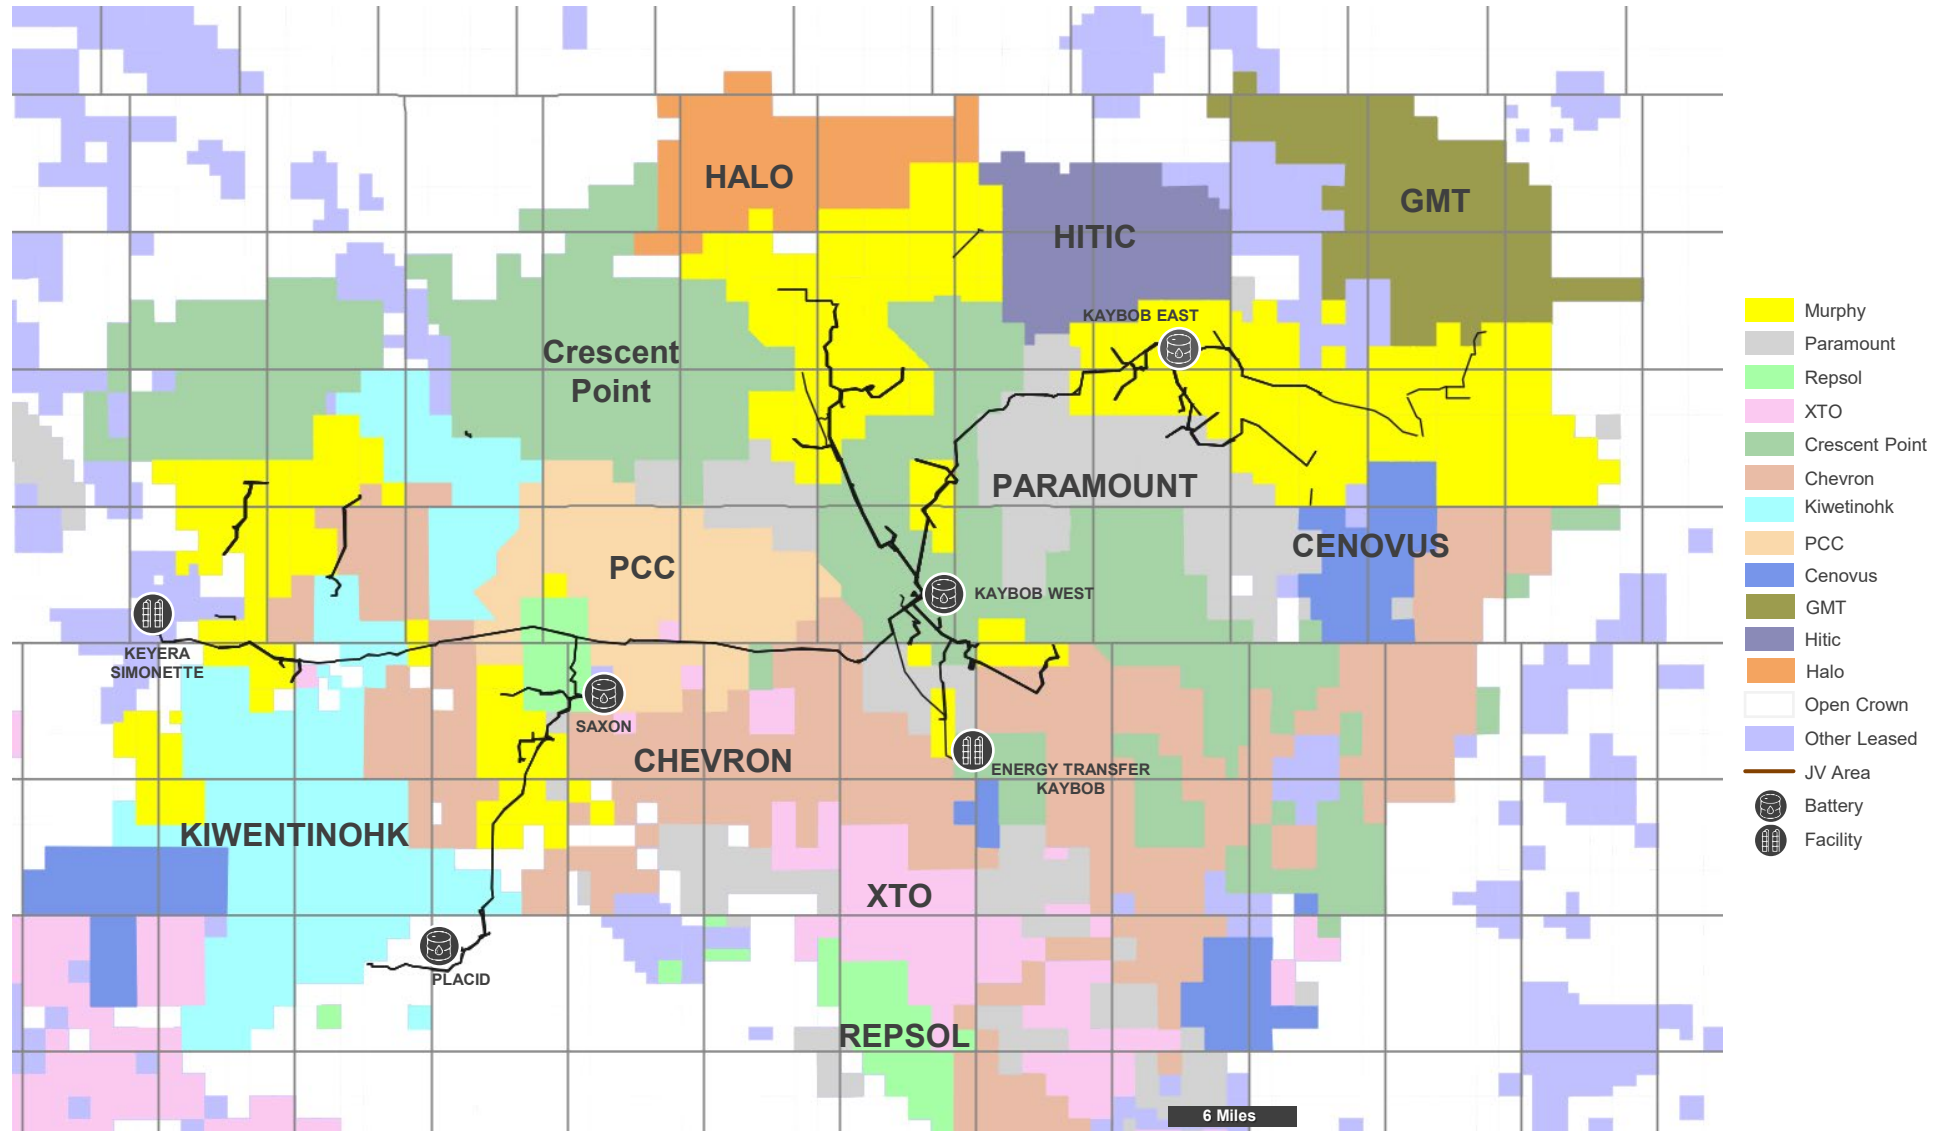 HALO
GMT
HITIC
KAYBOB EAST
Crescent
Point
PARAMOUNT
CENOVUS
PCC
KAYBOB WEST
KEYERA
SIMONETTE
SAXON
CHEVRON
ENERGY TRANSFER
KAYBOB
KIWENTINOHK
XTO
PLACID
REPSOL
6 Miles
Murphy
Paramount
Repsol
XTO
Crescent Point
Chevron
Kiwetinohk
PCC
Cenovus
GMT
Hitic
Halo
Open Crown
Other Leased
JV Area
Battery
Facility